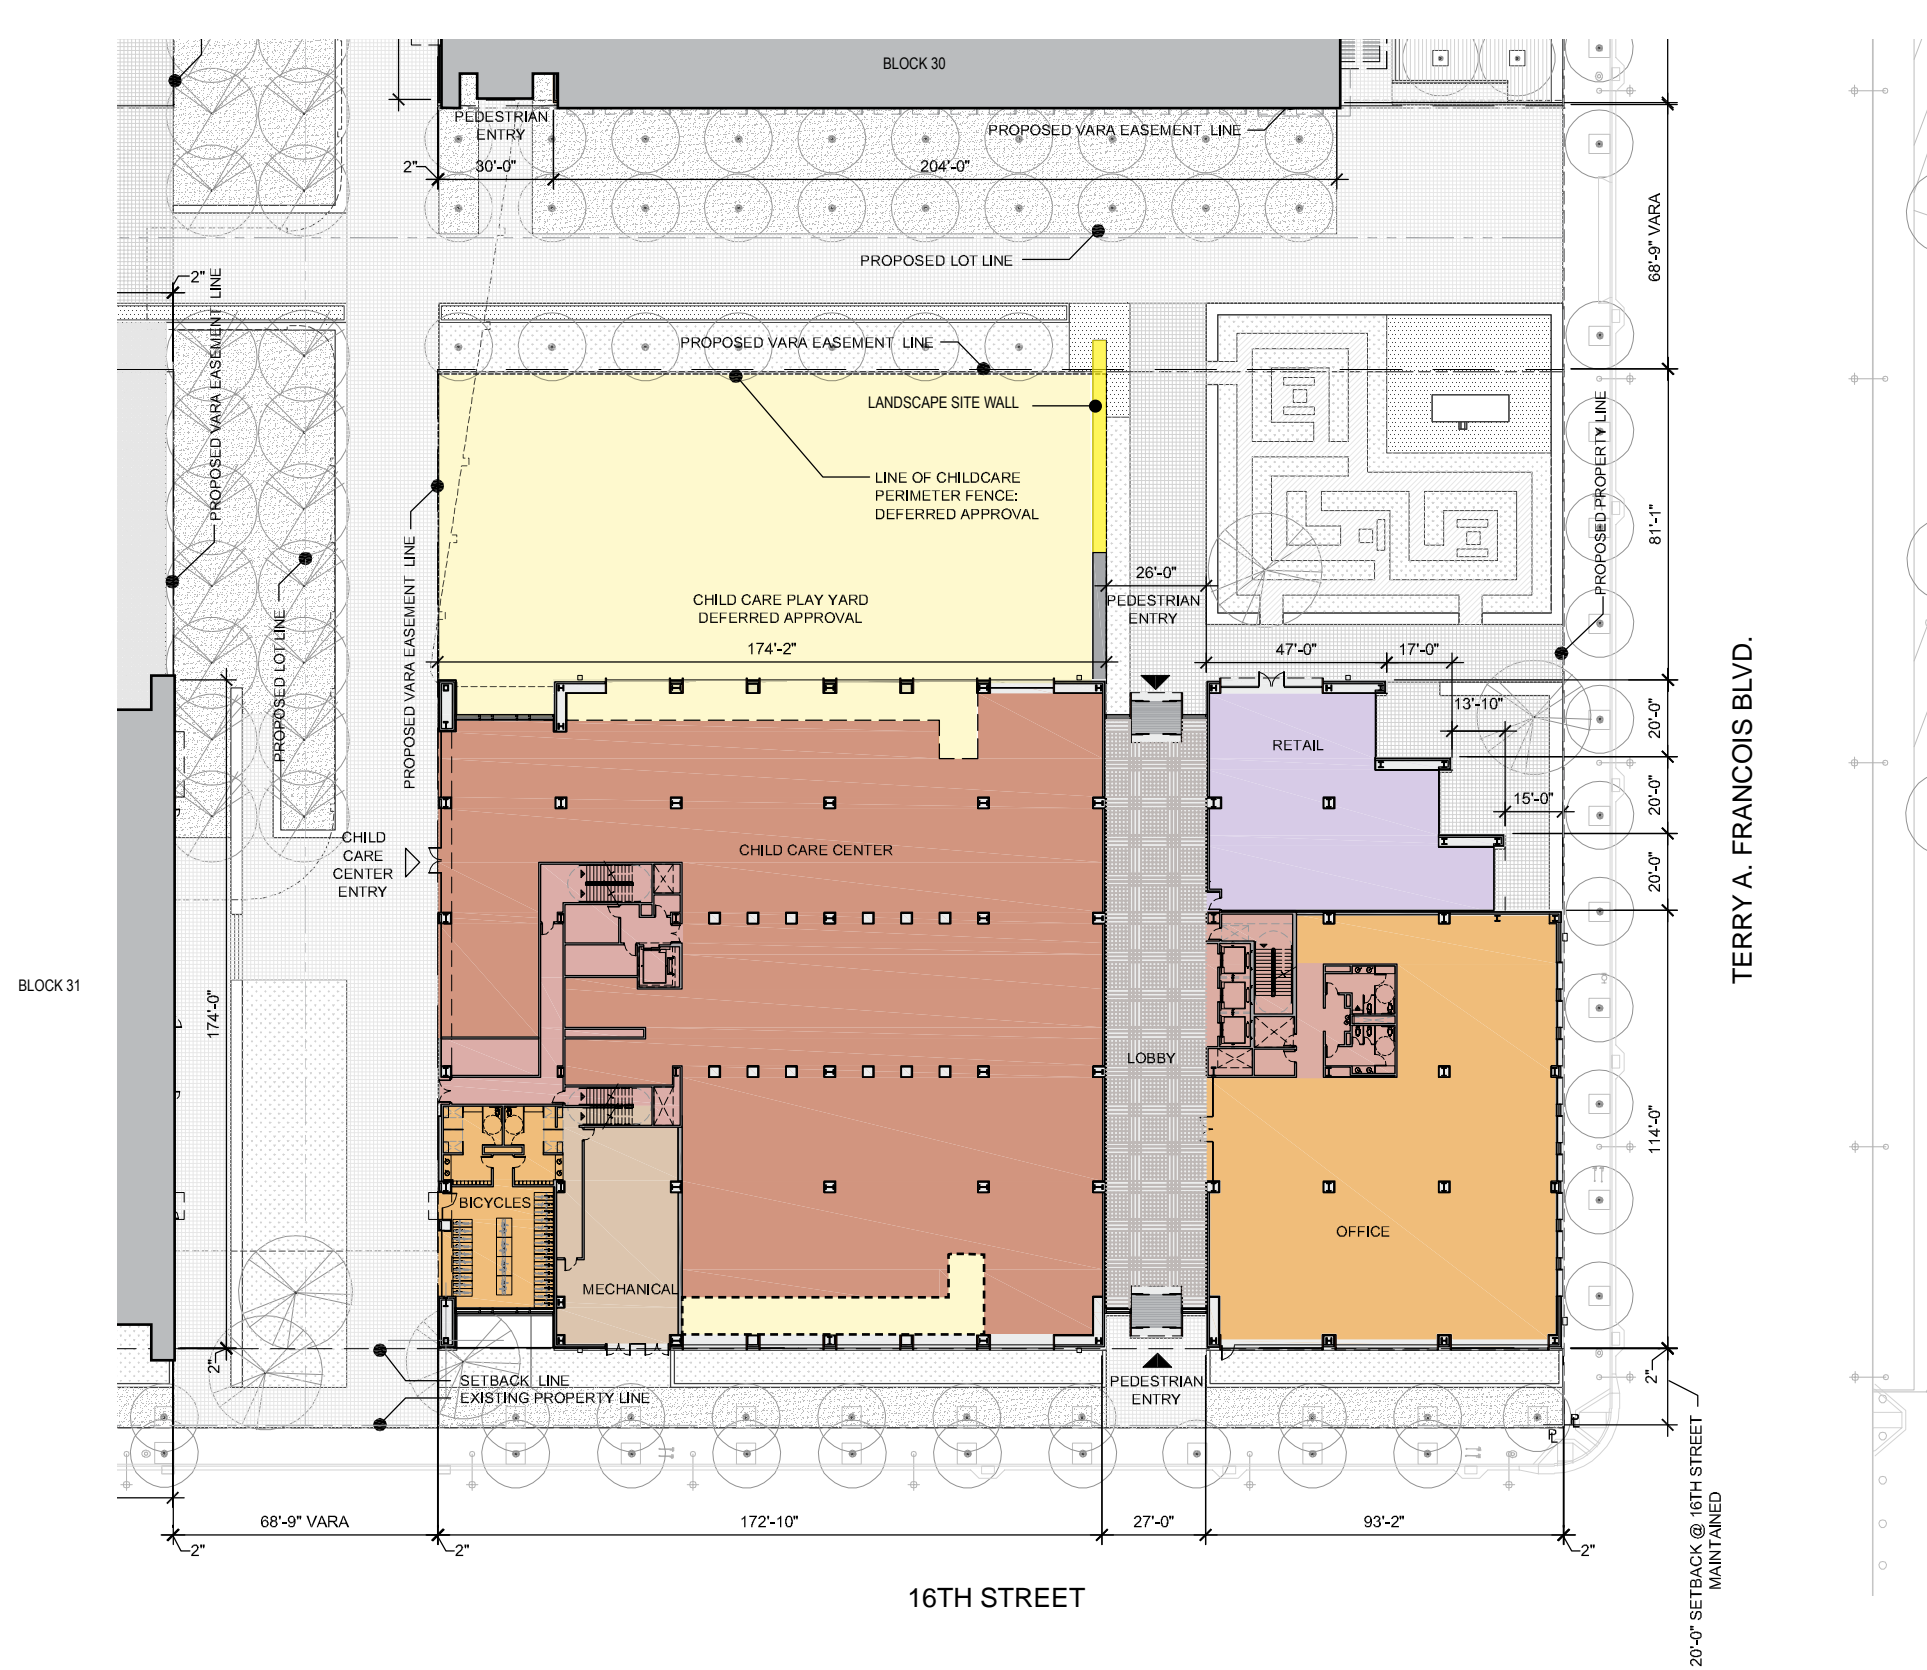 BLOCK 30
PEDESTRIAN
ENTRY
PROPOSED VARA EASEMENT LINE
2"
30'-0"
204'-0"
68'-9" VARA
PROPOSED LOT LINE
2"
PROPOSED VARA EASEMENT LINE
PROPOSED VARA EASEMENT LINE
LANDSCAPE SITE WALL
PROPOSED PROPERTY LINE
LINE OF CHILDCARE
PERIMETER FENCE:
DEFERRED APPROVAL
81'-1"
PROPOSED VARA EASEMENT LINE
PROPOSED LOT LINE
26'-0"
PEDESTRIAN
ENTRY
CHILD CARE PLAY YARD
DEFERRED APPROVAL
174'-2"
47'-0"
17'-0"
13'-10"
20'-0"
RETAIL
TERRY A. FRANCOIS BLVD.
15'-0"
20'-0"
CHILD
CARE
CENTER
ENTRY
CHILD CARE CENTER
20'-0"
BLOCK 31
174'-0"
LOBBY
114'-0"
BICYCLES
OFFICE
MECHANICAL
2"
SETBACK LINE
EXISTING PROPERTY LINE
PEDESTRIAN
ENTRY
2"
20'-0" SETBACK @ 16TH STREET
MAINTAINED
68'-9" VARA
172'-10"
27'-0"
93'-2"
2"
2"
2"
16TH STREET